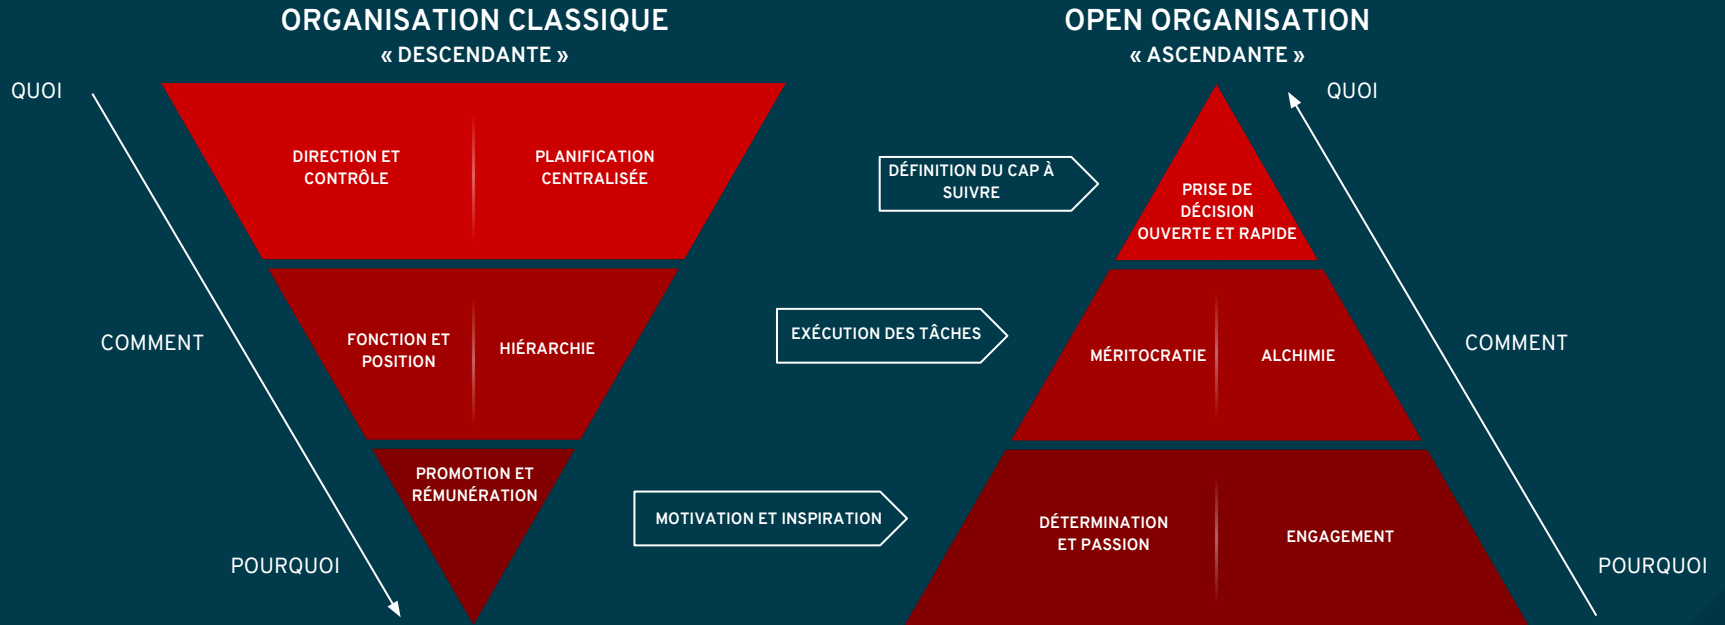 ORGANISATION CLASSIQUE
« DESCENDANTE »
QUOI
DIRECTION ET
CONTRÔLE
PLANIFICATION
CENTRALISÉE
COMMENT
FONCTION ET
POSITION
HIÉRARCHIE
POURQUOI
PROMOTION ET
RÉMUNÉRATION
DÉFINITION DU CAP À
SUIVRE
EXÉCUTION DES TÂCHES
MOTIVATION ET INSPIRATION
OPEN ORGANISATION
« ASCENDANTE »
QUOI
PRISE DE
DÉCISION
OUVERTE ET RAPIDE
COMMENT
MÉRITOCRATIE
ALCHIMIE
POURQUOI
DÉTERMINATION
ET PASSION
ENGAGEMENT